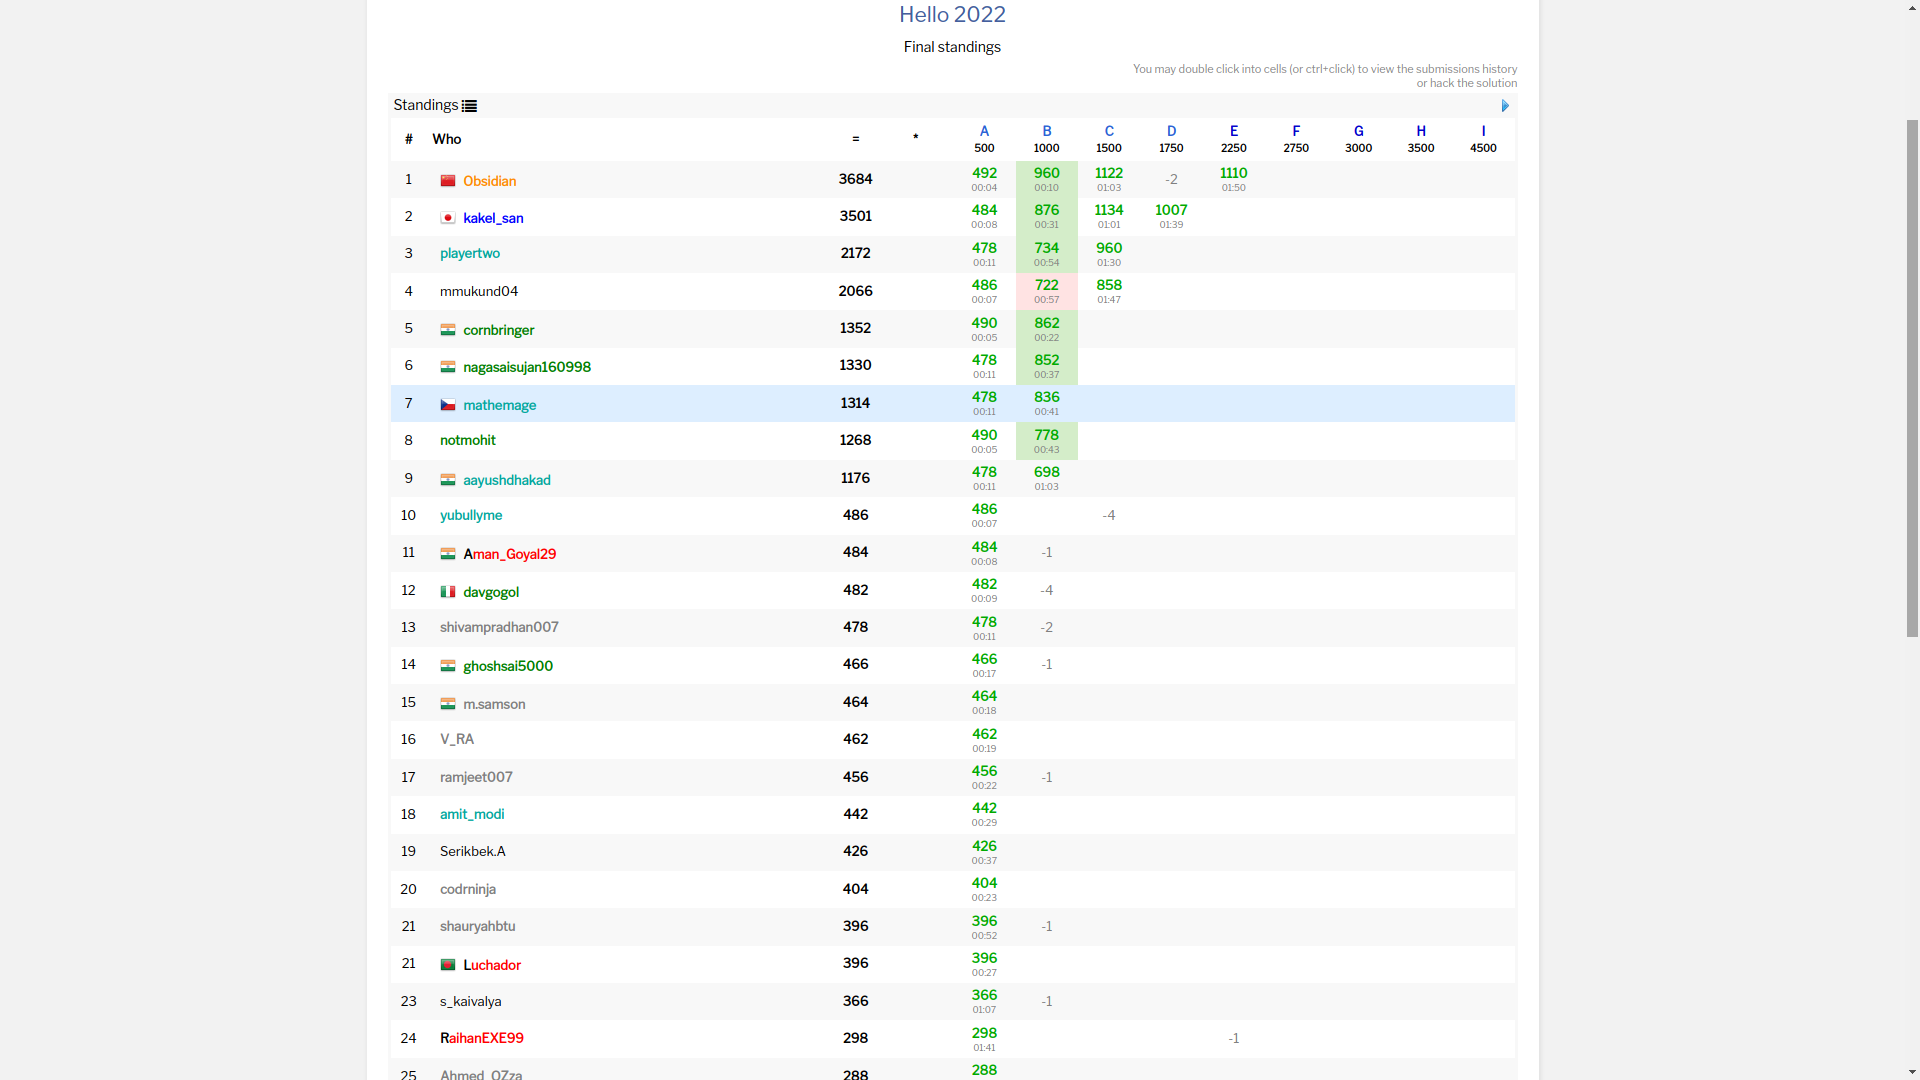 Hello 2022
Final standings
You may double click into cells (or ctrl+click) to view the submissions history
or hack the solution
Standings
# Who = * A B C D E F G H I
500 1000 1500 1750 2250 2750 3000 3500 4500
1 Obsidian 3684 492 960 1122 -2 1110
00:04 00:10 01:03 01:50
2 kakel_san 3501 484 876 1134 1007
00:08 00:31 01:01 01:39
3 playertwo 2172 478 734 960
00:11 00:54 01:30
4 mmukund04 2066 486 722 858
00:07 00:57 01:47
5 cornbringer 1352 490 862
00:05 00:22
6 nagasaisujan160998 1330 478 852
00:11 00:37
7 mathemage 1314 478 836
00:11 00:41
8 notmohit 1268 490 778
00:05 00:43
9 aayushdhakad 1176 478 698
00:11 01:03
10 yubullyme 486 486 -4
00:07
11 Aman_Goyal29 484 484 -1
00:08
12 davgogol 482 482 -4
00:09
13 shivampradhan007 478 478 -2
00:11
14 ghoshsai5000 466 466 -1
00:17
15 m.samson 464 464
00:18
16 V_RA 462 462
00:19
17 ramjeet007 456 456 -1
00:22
18 amit_modi 442 442
00:29
19 Serikbek.A 426 426
00:37
20 codrninja 404 404
00:23
21 shauryahbtu 396 396 -1
00:52
21 Luchador 396 396
00:27
23 s_kaivalya 366 366 -1
01:07
24 RaihanEXE99 298 298 -1
01:41
25 Ahmed_OZza 288 288